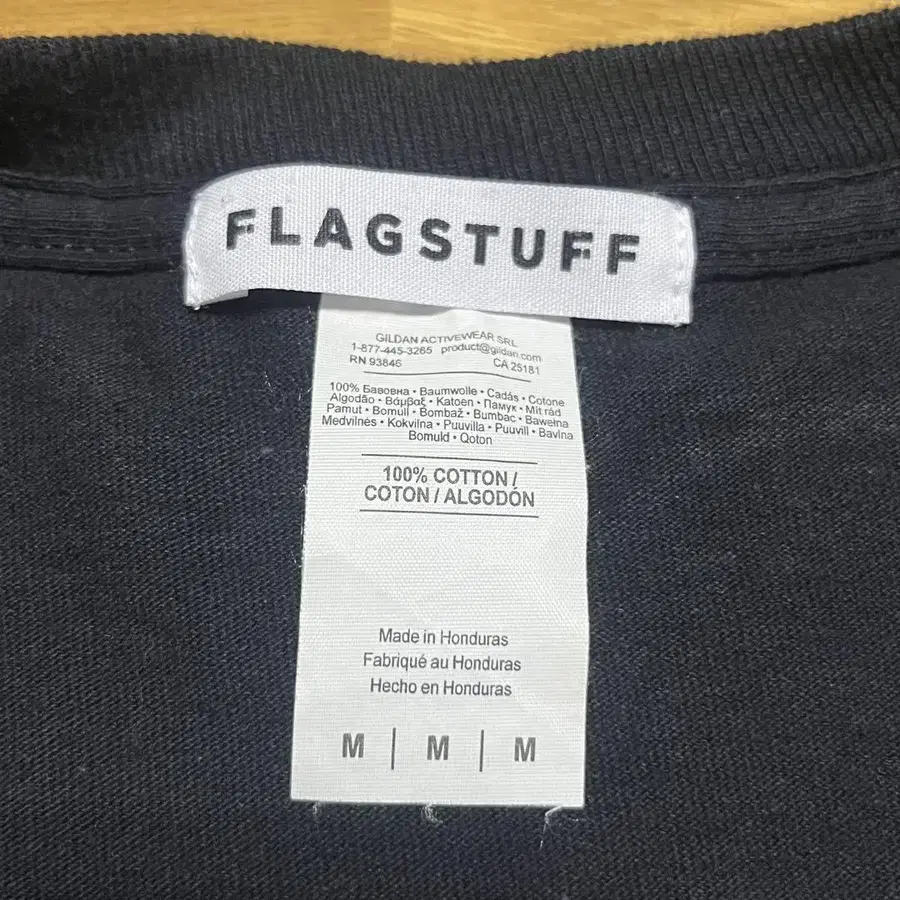 FLAGSTUFF
GILDAN ACTIVEWEAR SRL
1-877-445-3265 product@gildan.com
RN 93846 CA 25181
100% Бавовна • Baumwolle • Cadás • Cotone
Algodão • Βάμβαξ • Katoen • Памук • Mit rád
Pamut • Bomull • Bombaž • Bumbac • Bawełna
Medvilnės • Kokvilna • Puuvilla • Puuvill • Bavlna
Bomuld • Qoton
100% COTTON /
COTON / ALGODÓN
Made in Honduras
Fabriqué au Honduras
Hecho en Honduras
M | M | M